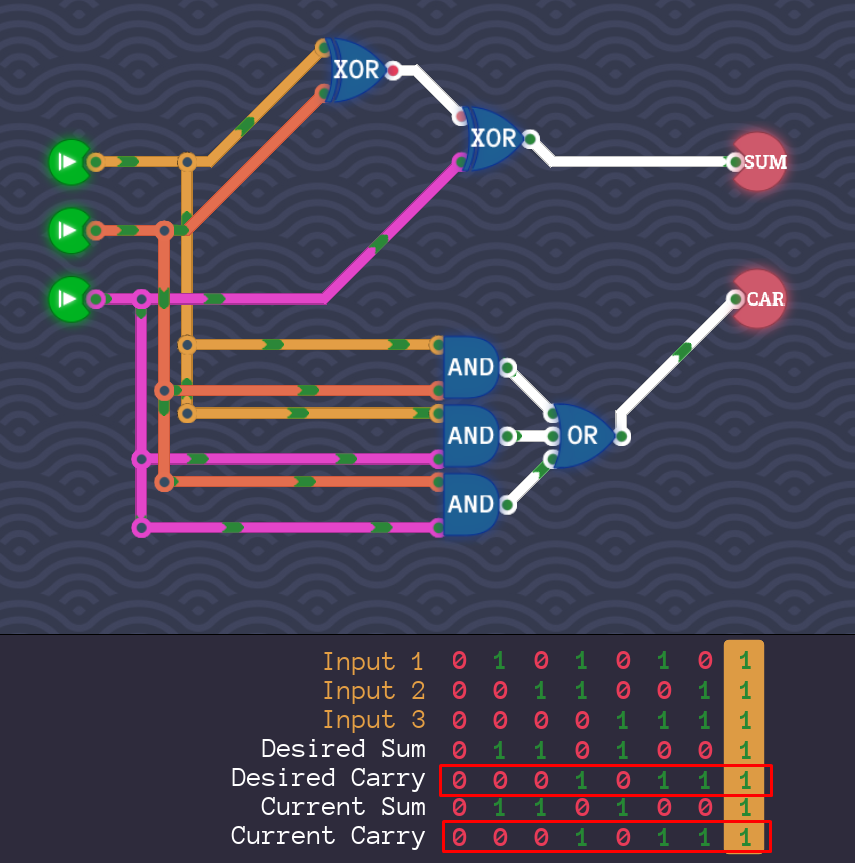 XOR
XOR
SUM
CAR
AND
AND
OR
AND
Input 1 0 1 0 1 0 1 0 1
Input 2 0 0 1 1 0 0 1 1
Input 3 0 0 0 0 1 1 1 1
Desired Sum 0 1 1 0 1 0 0 1
Desired Carry 0 0 0 1 0 1 1 1
Current Sum 0 1 1 0 1 0 0 1
Current Carry 0 0 0 1 0 1 1 1